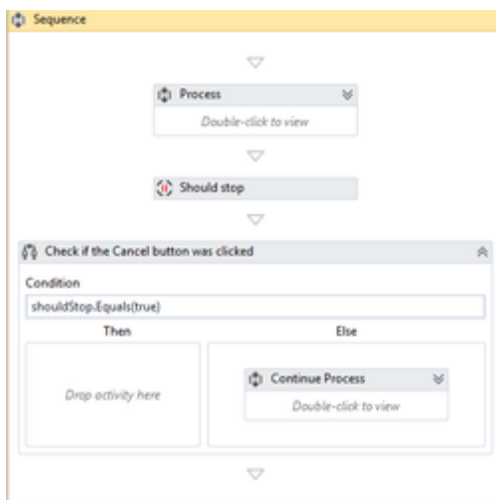 Sequence
Process
Double-click to view
Should stop
Check if the Cancel button was clicked
Condition
shouldStop.Equals(true)
Then
Else
Drop activity here
Continue Process
Double-click to view